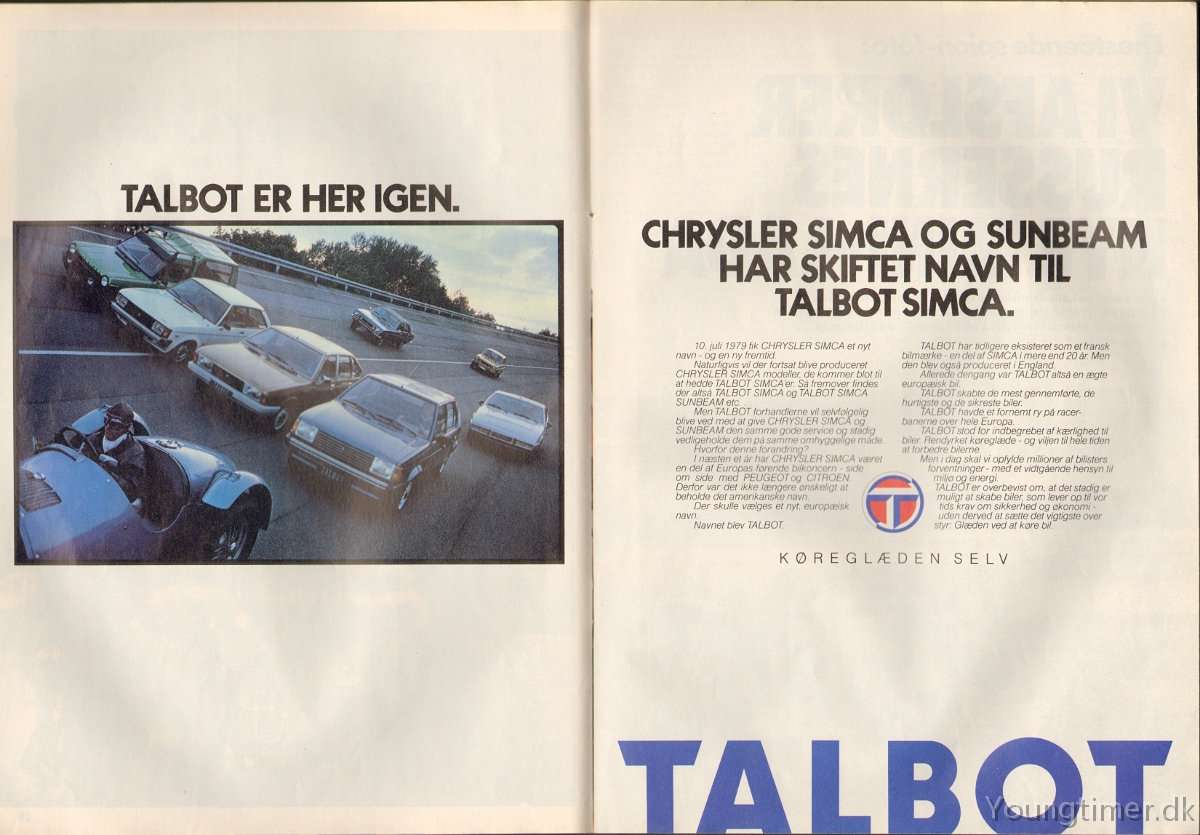 TALBOT ER HER IGEN.
TALBOT
CHRYSLER SIMCA OG SUNBEAM
HAR SKIFTET NAVN TIL
TALBOT SIMCA.
10. juli 1979 fik CHRYSLER SIMCA et nyt
navn - og en ny fremtid.
Naturligvis vil der fortsat blive produceret
CHRYSLER SIMCA modeller, de kommer blot til
at hedde TALBOT SIMCA'er. Så fremover findes
der altså TALBOT SIMCA og TALBOT SIMCA
SUNBEAM etc.
Men TALBOT forhandlerne vil selvfølgelig
blive ved med at give CHRYSLER SIMCA og
SUNBEAM den samme gode service og stadig
vedligeholde dem på samme omhyggelige måde.
Hvorfor denne forandring?
I næsten et år har CHRYSLER SIMCA været
en del af Europas førende bilkoncern - side
om side med PEUGEOT og CITROËN.
Derfor var det ikke længere ønskeligt at
beholde det amerikanske navn.
Der skulle vælges et nyt, europæisk
navn.
Navnet blev TALBOT.
TALBOT har tidligere eksisteret som et fransk
bilmærke - en del af SIMCA i mere end 20 år. Men
den blev også produceret i England.
Allerede dengang var TALBOT altså en ægte
europæisk bil.
TALBOT skabte de mest gennemførte, de
hurtigste og de sikreste biler.
TALBOT havde et fornemt ry på racer-
banerne over hele Europa.
TALBOT stod for indbegrebet af kærlighed til
biler. Rendyrket køreglæde - og viljen til hele tiden
at forbedre bilerne.
Men i dag skal vi opfylde millioner af bilisters
forventninger - med et vidtgående hensyn til
miljø og energi.
TALBOT er overbevist om, at det stadig er
muligt at skabe biler, som lever op til vor
tids krav om sikkerhed og økonomi -
uden derved at sætte det vigtigste over
styr: Glæden ved at køre bil.
T
KØREGLÆDEN SELV
TALBOT
Youngtimer.dk